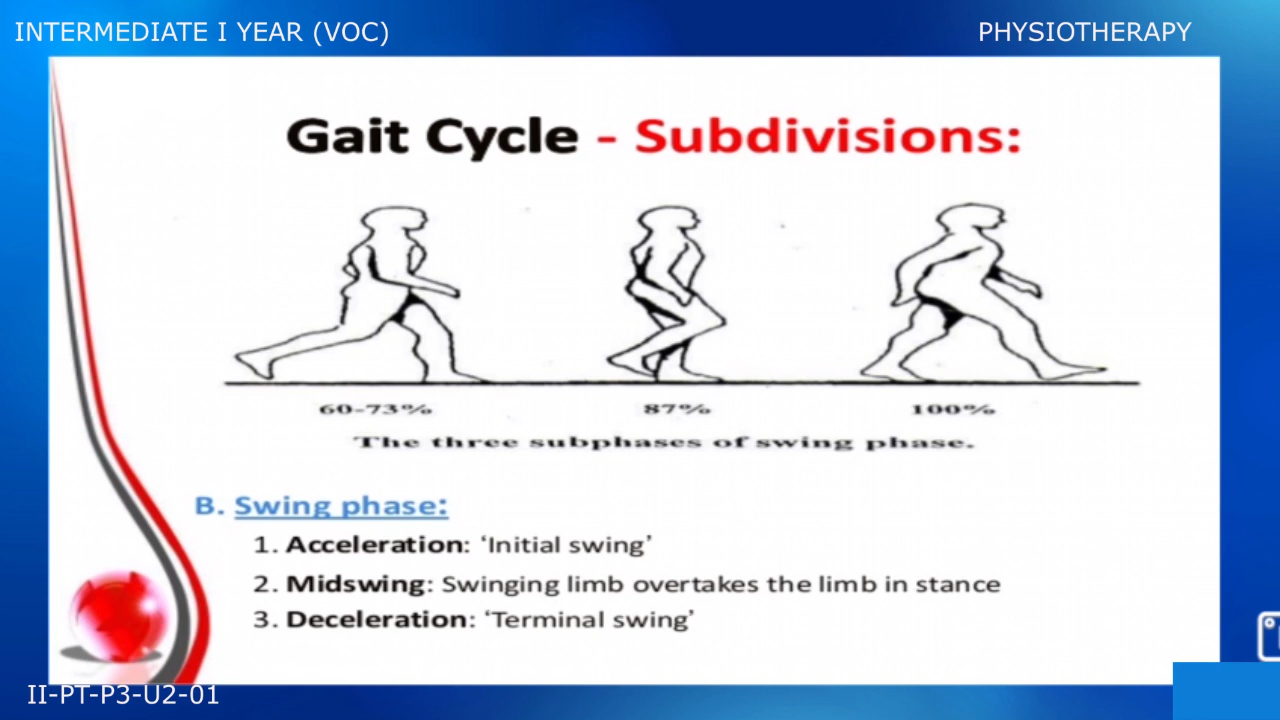 INTERMEDIATE I YEAR (VOC)
PHYSIOTHERAPY
Gait Cycle - Subdivisions:
60-73%
87%
100%
The three subphases of swing phase.
B. Swing phase:
1. Acceleration: ‘Initial swing’
2. Midswing: Swinging limb overtakes the limb in stance
3. Deceleration: ‘Terminal swing’
II-PT-P3-U2-01